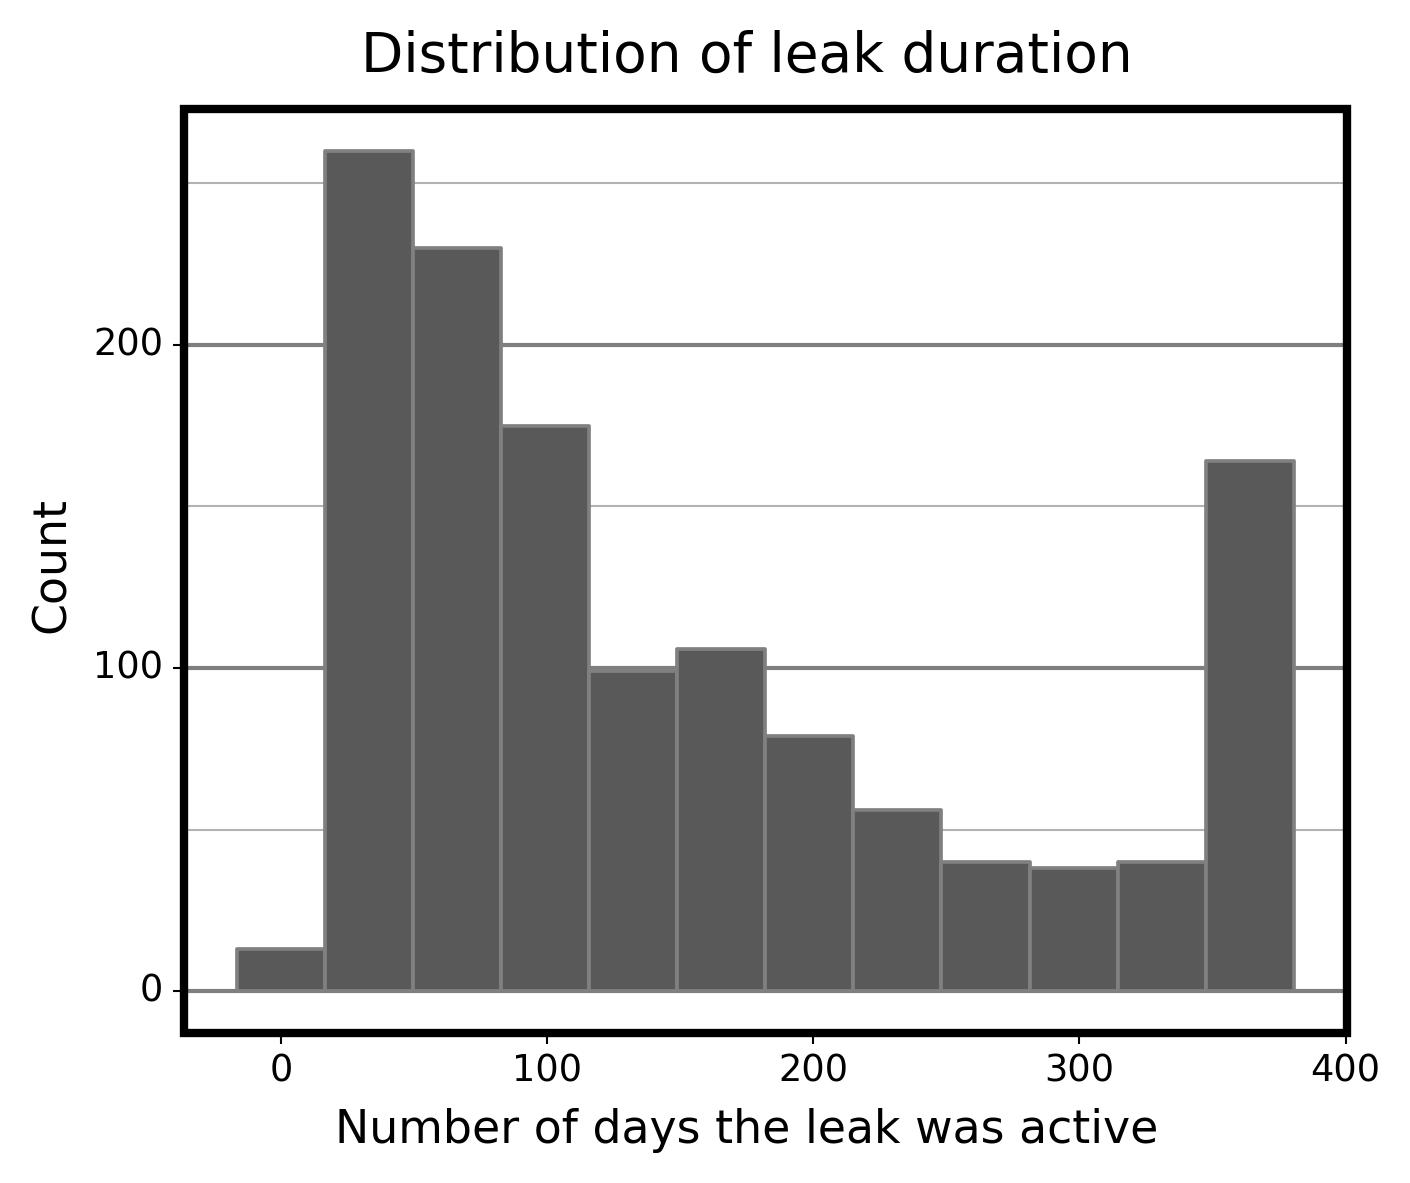 Distribution of leak duration
Count
200
100
0
0 100 200 300 400
Number of days the leak was active